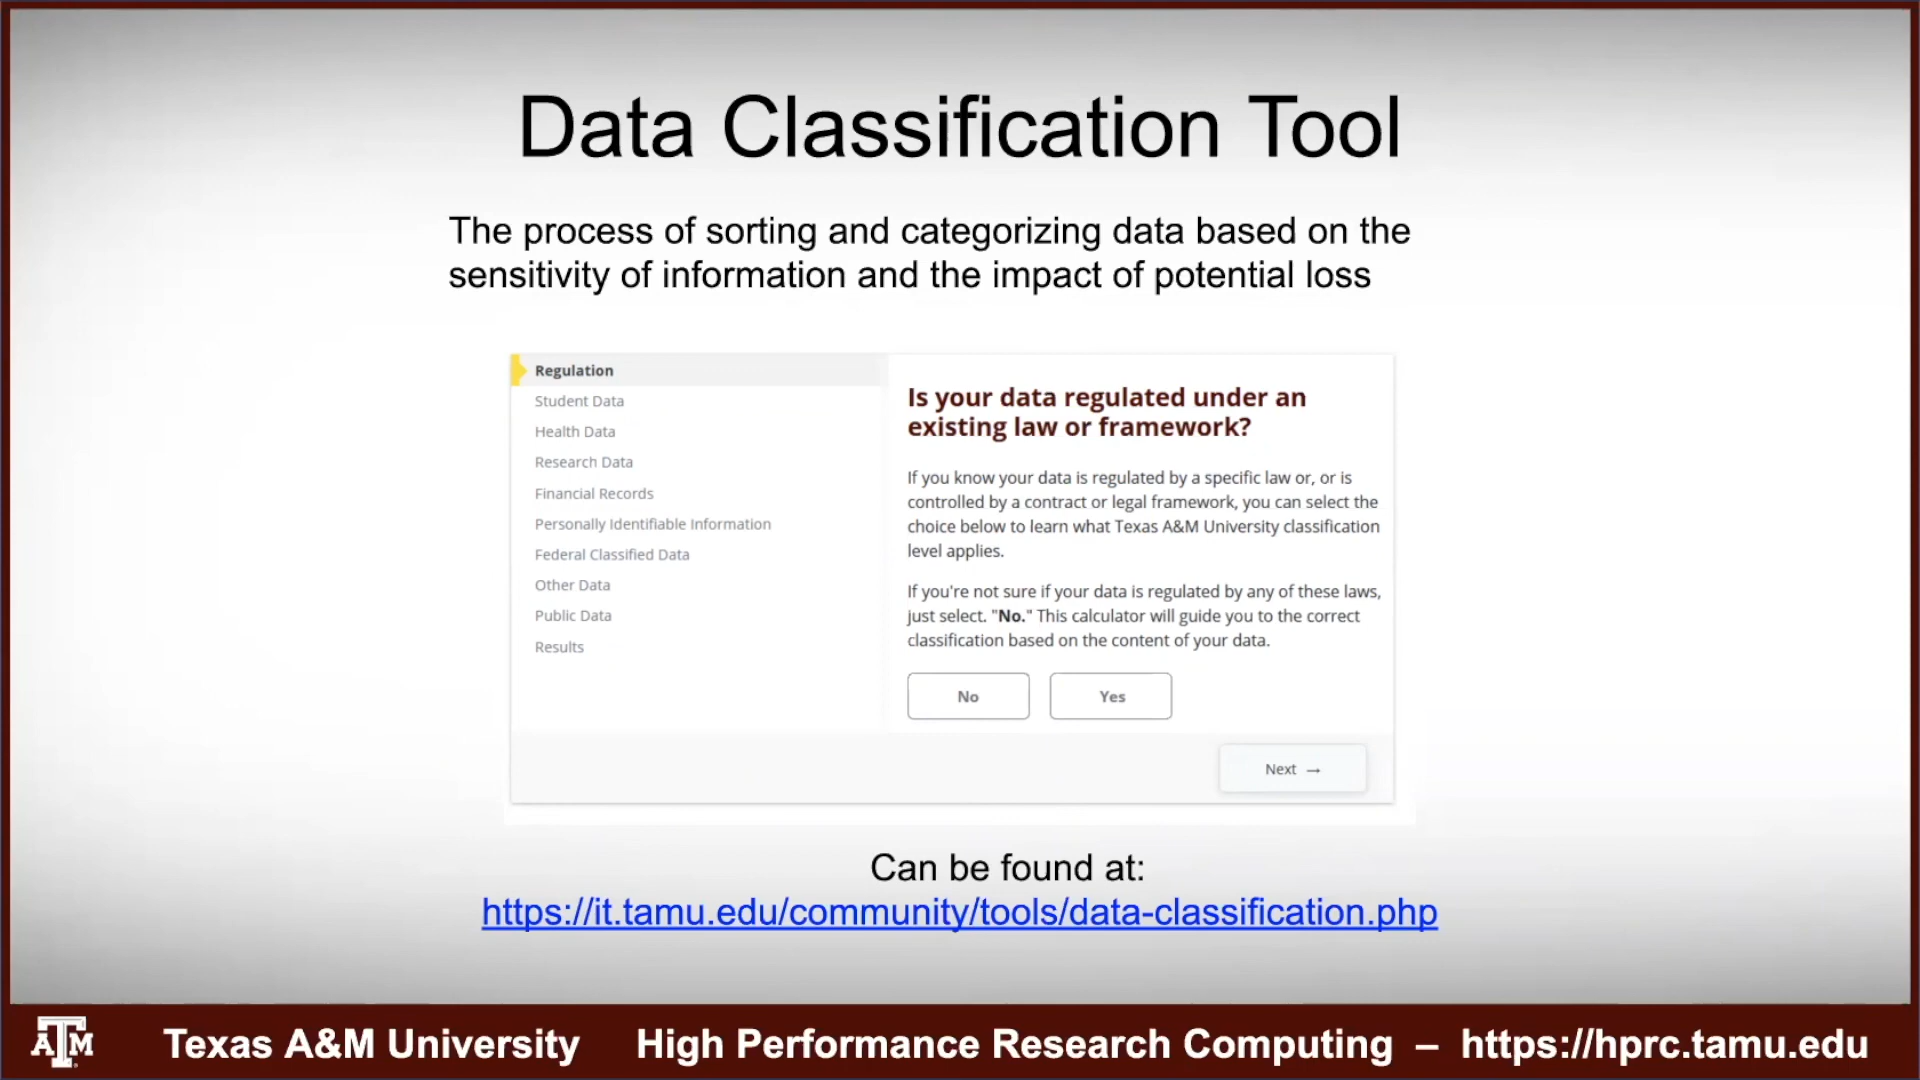 Data Classification Tool
The process of sorting and categorizing data based on the
sensitivity of information and the impact of potential loss
Regulation
Student Data
Health Data
Research Data
Financial Records
Personally Identifiable Information
Federal Classified Data
Other Data
Public Data
Results
Is your data regulated under an
existing law or framework?
If you know your data is regulated by a specific law or, or is
controlled by a contract or legal framework, you can select the
choice below to learn what Texas A&M University classification
level applies.
If you're not sure if your data is regulated by any of these laws,
just select. "No." This calculator will guide you to the correct
classification based on the content of your data.
No Yes
Next →
Can be found at:
https://it.tamu.edu/community/tools/data-classification.php
ATM Texas A&M University High Performance Research Computing – https://hprc.tamu.edu